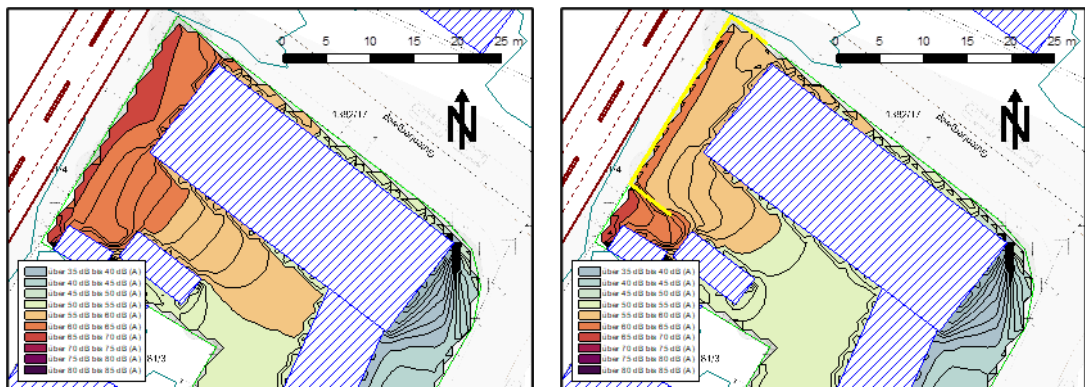 0 5 10 15 20 25 m
1382/17
N
über 35 dB bis 40 dB (A)
über 40 dB bis 45 dB (A)
über 45 dB bis 50 dB (A)
über 50 dB bis 55 dB (A)
über 55 dB bis 60 dB (A)
über 60 dB bis 65 dB (A)
über 65 dB bis 70 dB (A)
über 70 dB bis 75 dB (A)
über 75 dB bis 80 dB (A)
über 80 dB bis 85 dB (A)
81/3
0 5 10 15 20 25 m
1382/17
N
über 35 dB bis 40 dB (A)
über 40 dB bis 45 dB (A)
über 45 dB bis 50 dB (A)
über 50 dB bis 55 dB (A)
über 55 dB bis 60 dB (A)
über 60 dB bis 65 dB (A)
über 65 dB bis 70 dB (A)
über 70 dB bis 75 dB (A)
über 75 dB bis 80 dB (A)
über 80 dB bis 85 dB (A)
81/3